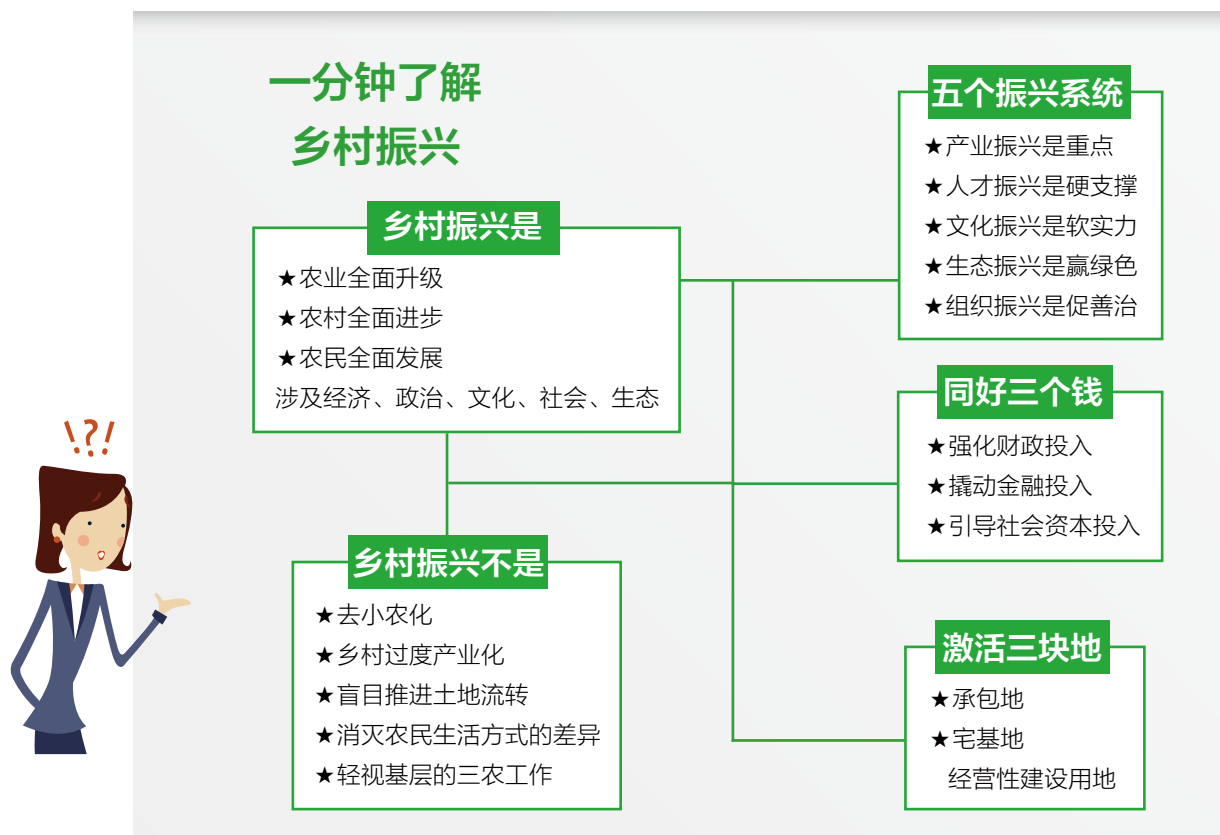 一分钟了解
乡村振兴
乡村振兴是
★农业全面升级
★农村全面进步
★农民全面发展
涉及经济、政治、文化、社会、生态
乡村振兴不是
★去小农化
★乡村过度产业化
★盲目推进土地流转
★消灭农民生活方式的差异
★轻视基层的三农工作
五个振兴系统
★产业振兴是重点
★人才振兴是硬支撑
★文化振兴是软实力
★生态振兴是赢绿色
★组织振兴是促善治
同好三个钱
★强化财政投入
★撬动金融投入
★引导社会资本投入
激活三块地
★承包地
★宅基地
经营性建设用地
\?/